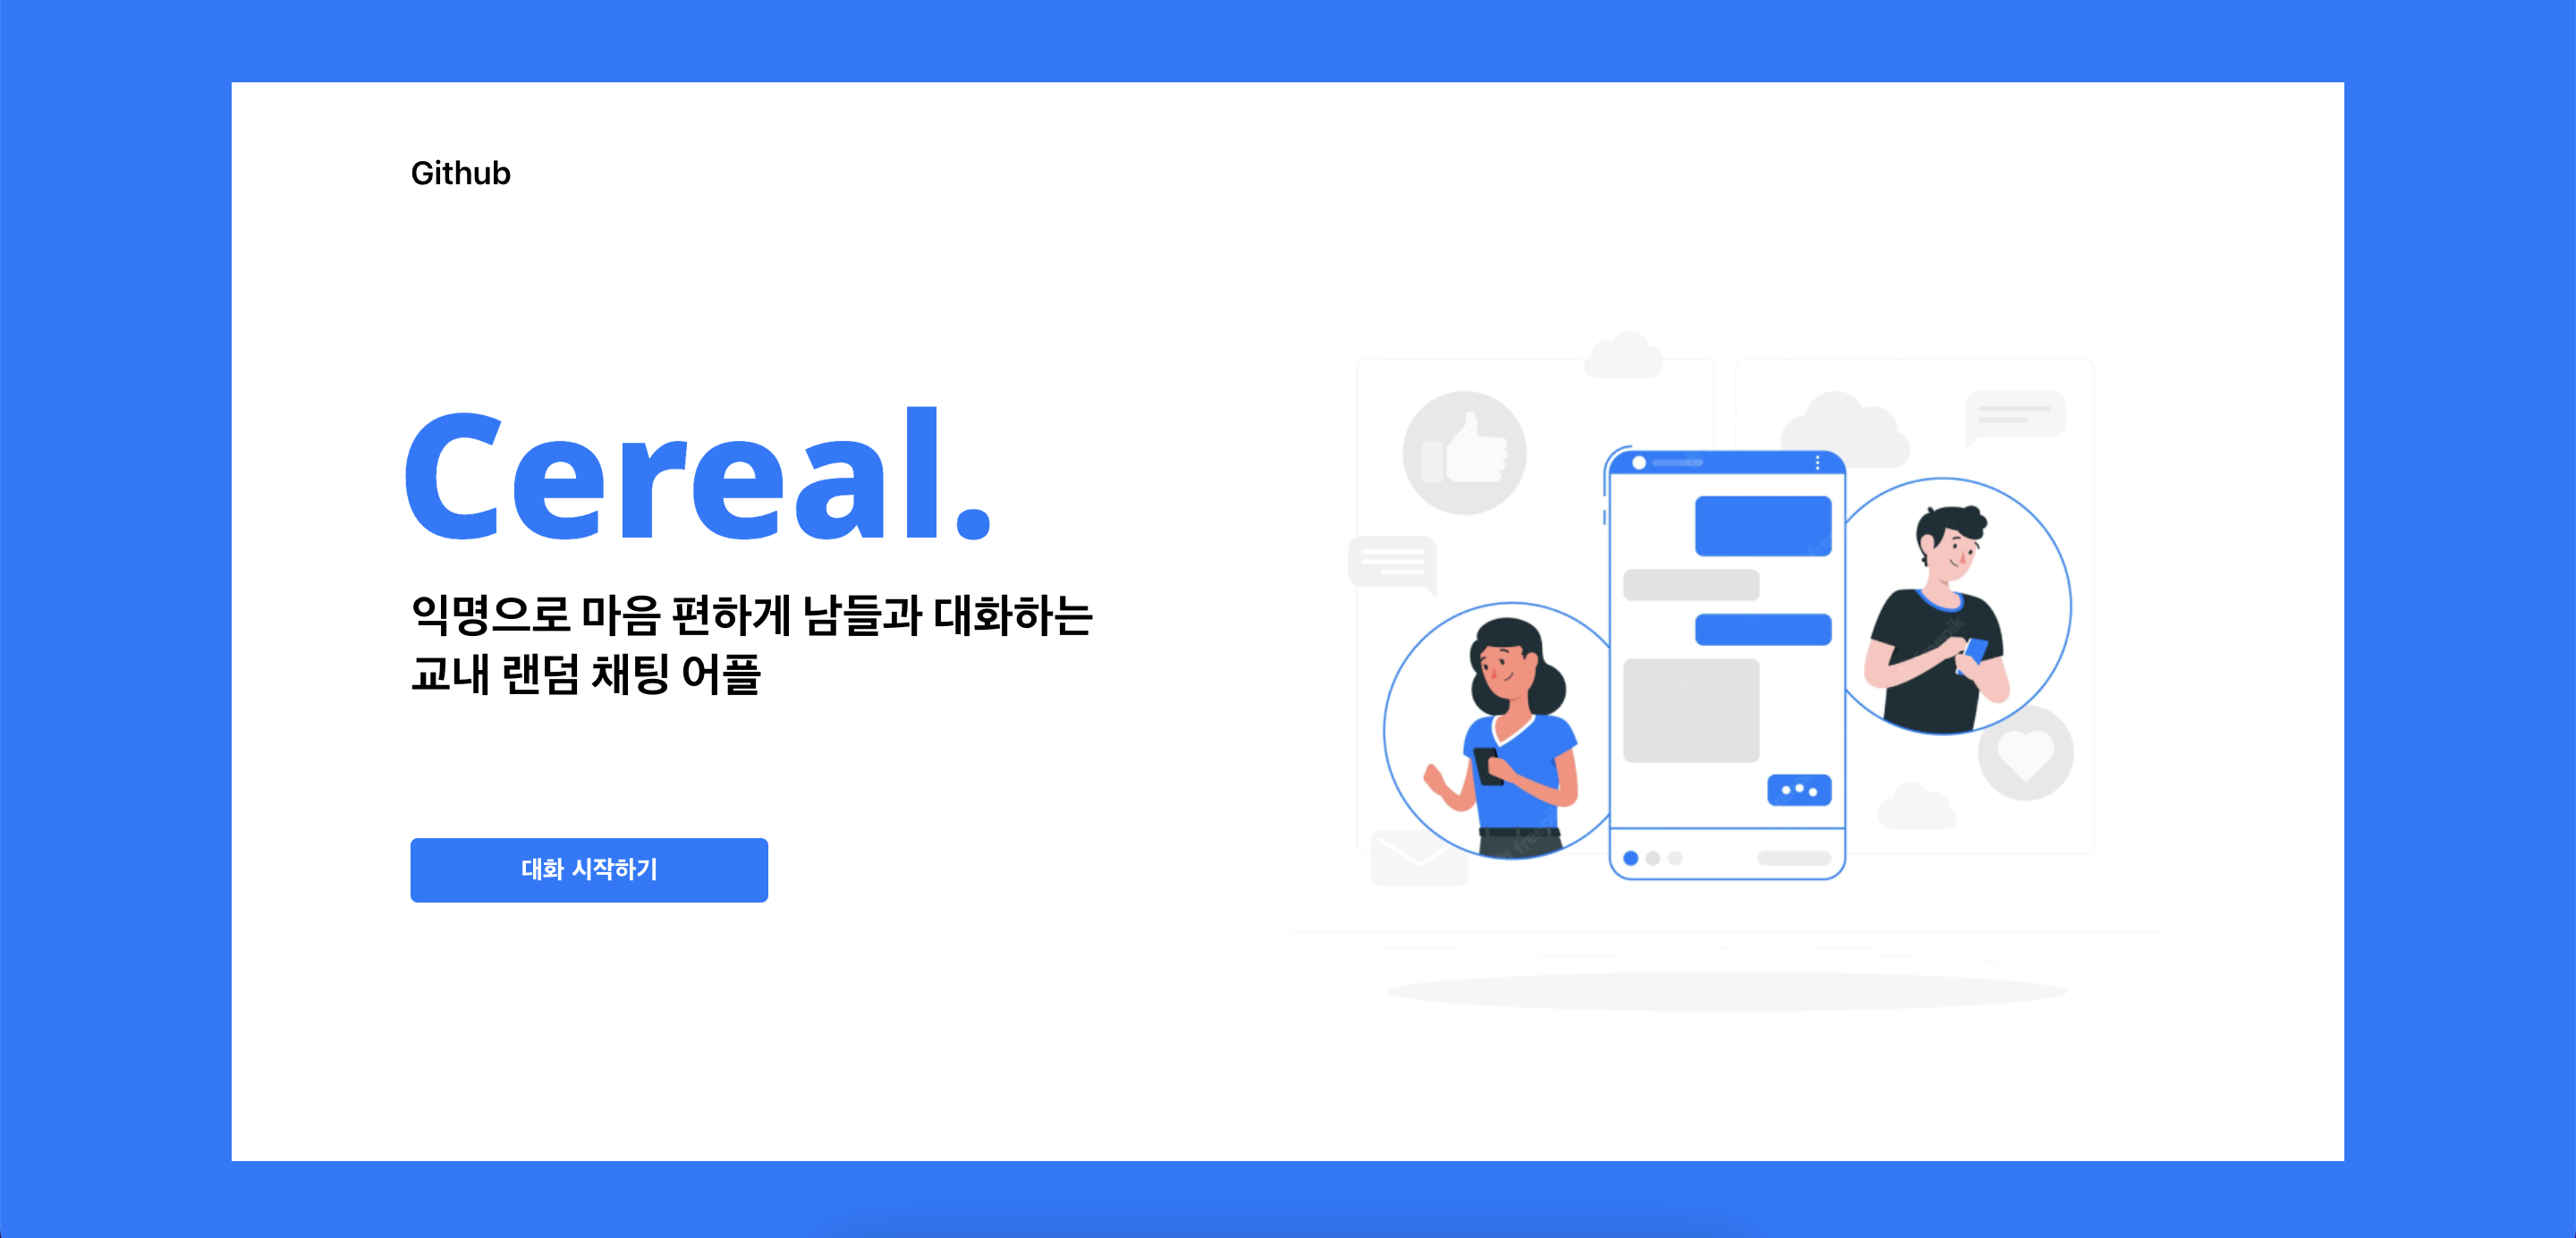 Github
Cereal.
익명으로 마음 편하게 남들과 대화하는
교내 랜덤 채팅 어플
대화 시작하기